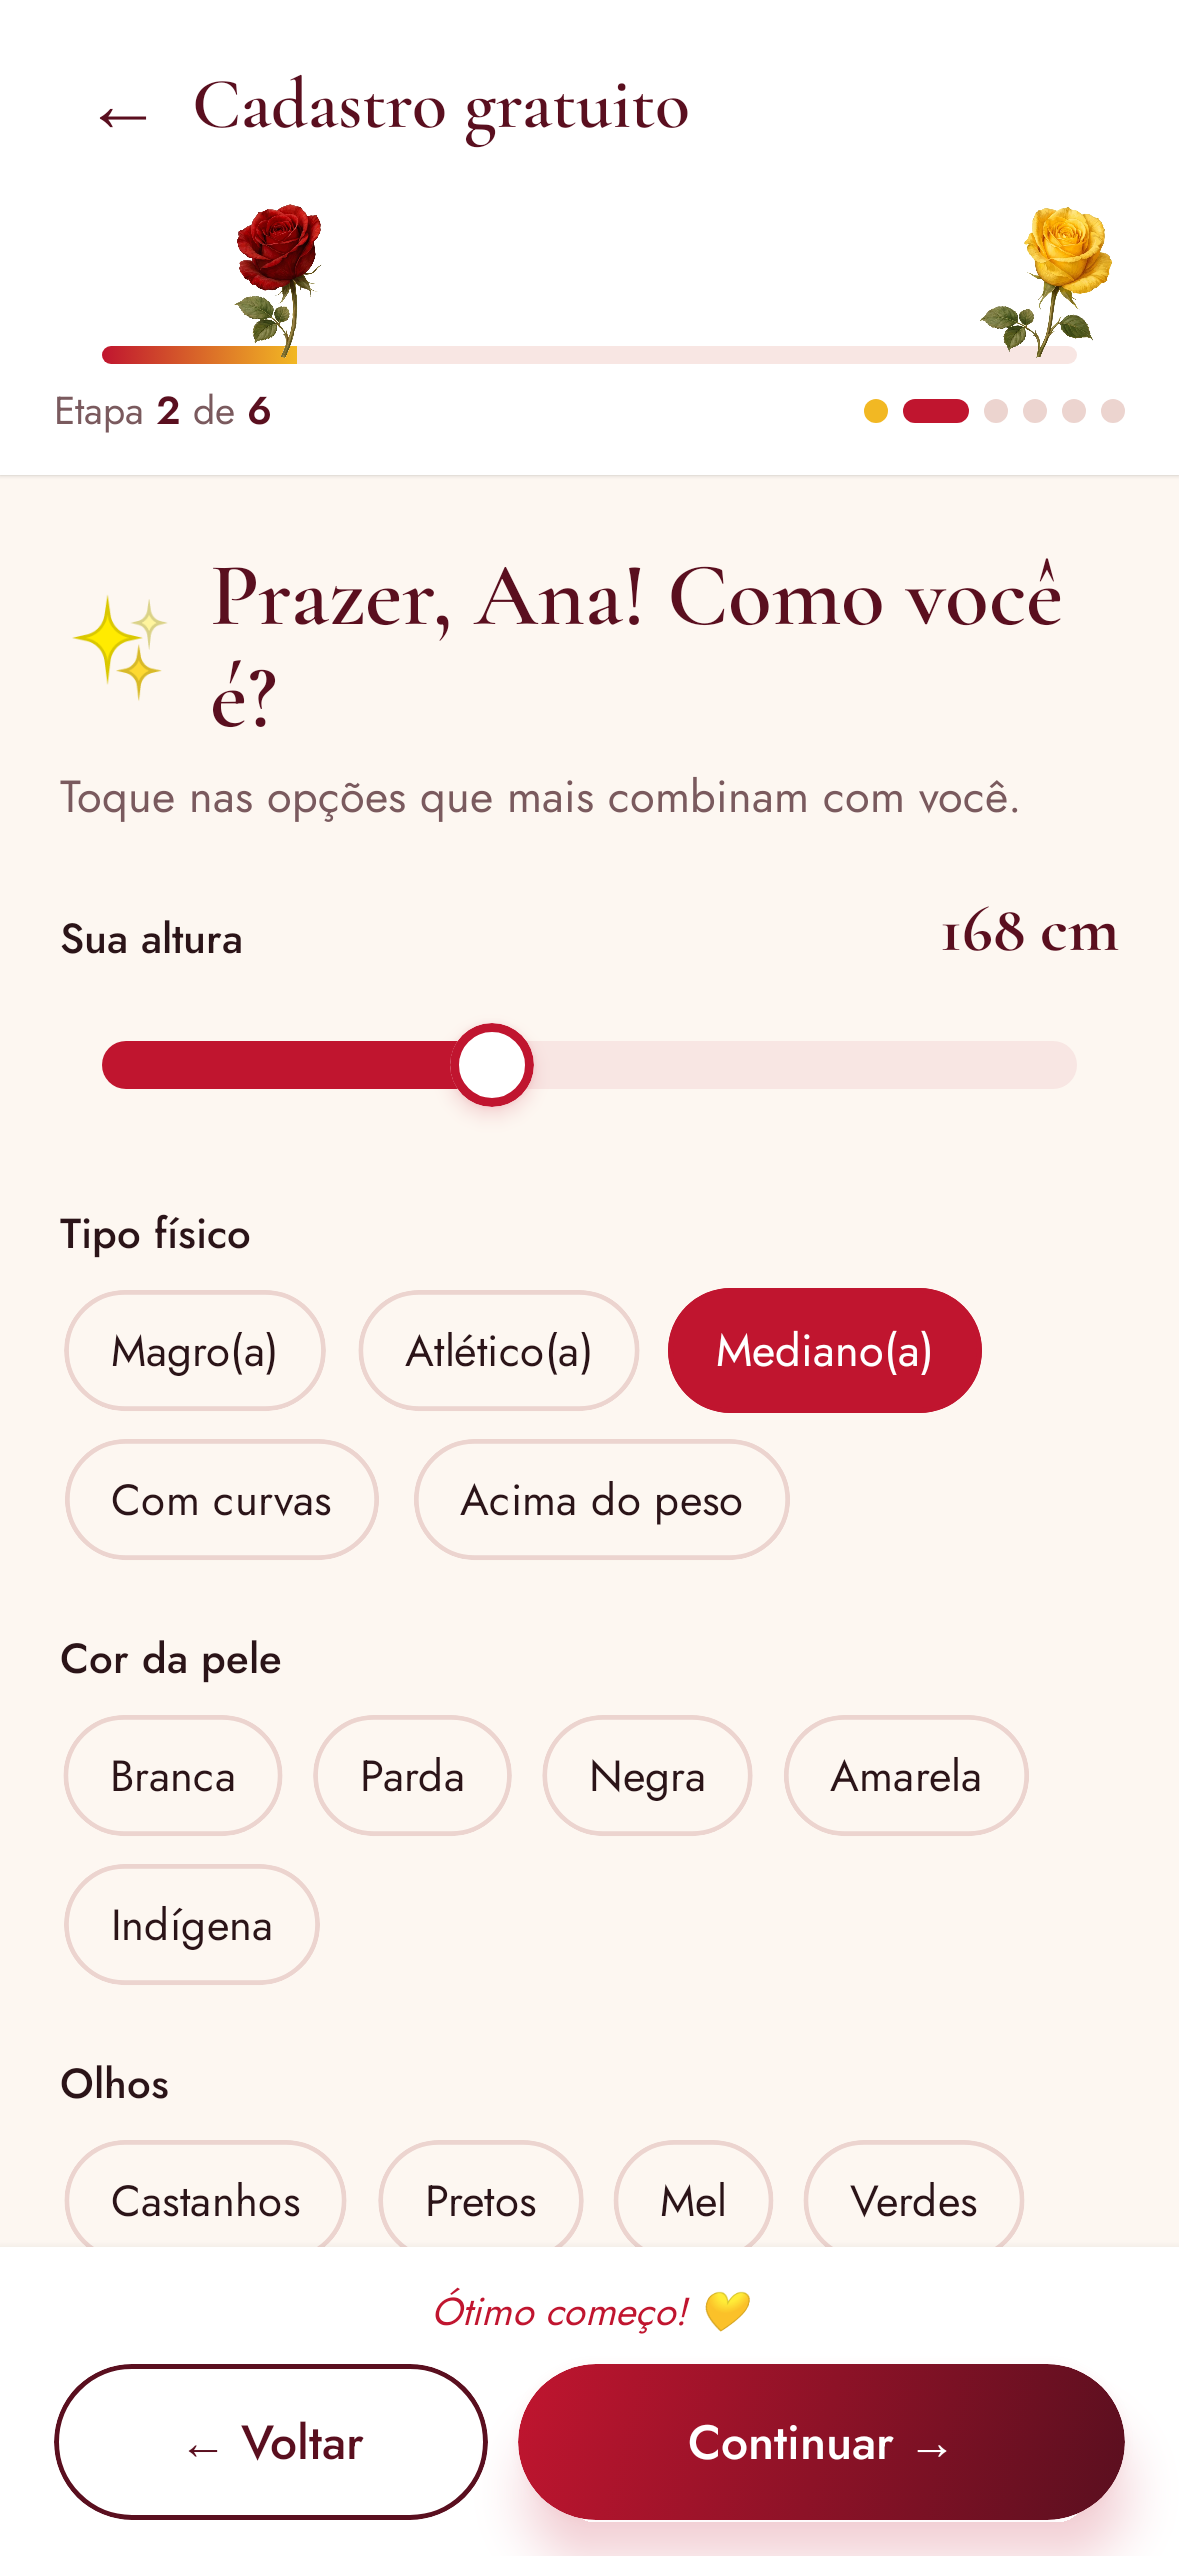 ← Cadastro gratuito
Etapa 2 de 6
Prazer, Ana! Como você
é?
Toque nas opções que mais combinam com você.
Sua altura 168 cm
Tipo físico
Magro(a) Atlético(a) Mediano(a)
Com curvas Acima do peso
Cor da pele
Branca Parda Negra Amarela
Indígena
Olhos
Castanhos Pretos Mel Verdes
Ótimo começo! 💛
← Voltar Continuar →